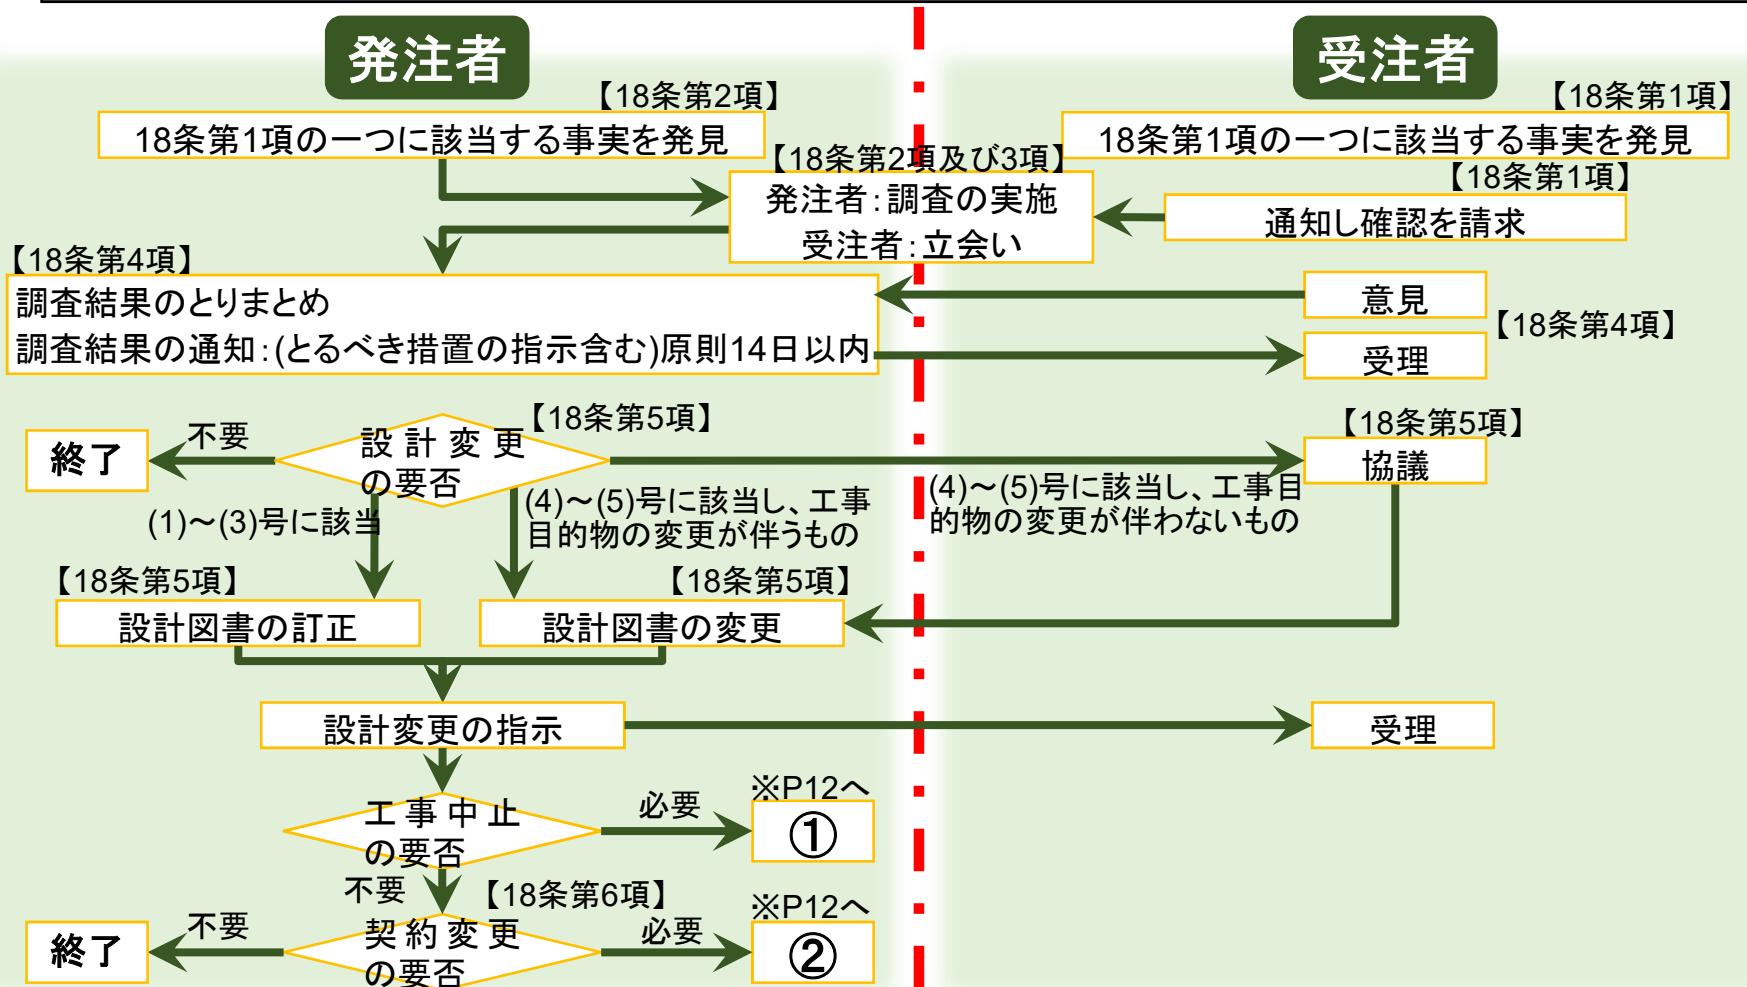 発注者
受注者
【18条第2項】
【18条第1項】
18条第1項の一つに該当する事実を発見
18条第1項の一つに該当する事実を発見
【18条第2項及び3項】
【18条第1項】
発注者：調査の実施
受注者：立会い
通知し確認を請求
【18条第4項】
調査結果のとりまとめ
調査結果の通知：(とるべき措置の指示含む)原則14日以内
意見
【18条第4項】
受理
【18条第5項】
【18条第5項】
終了
不要
設計変更
の要否
協議
(1)～(3)号に該当
(4)～(5)号に該当し、工事
目的物の変更が伴うもの
(4)～(5)号に該当し、工事目
的物の変更が伴わないもの
【18条第5項】
【18条第5項】
設計図書の訂正
設計図書の変更
設計変更の指示
受理
工事中止
の要否
必要
※P12へ
①
不要
【18条第6項】
終了
不要
契約変更
の要否
必要
※P12へ
②